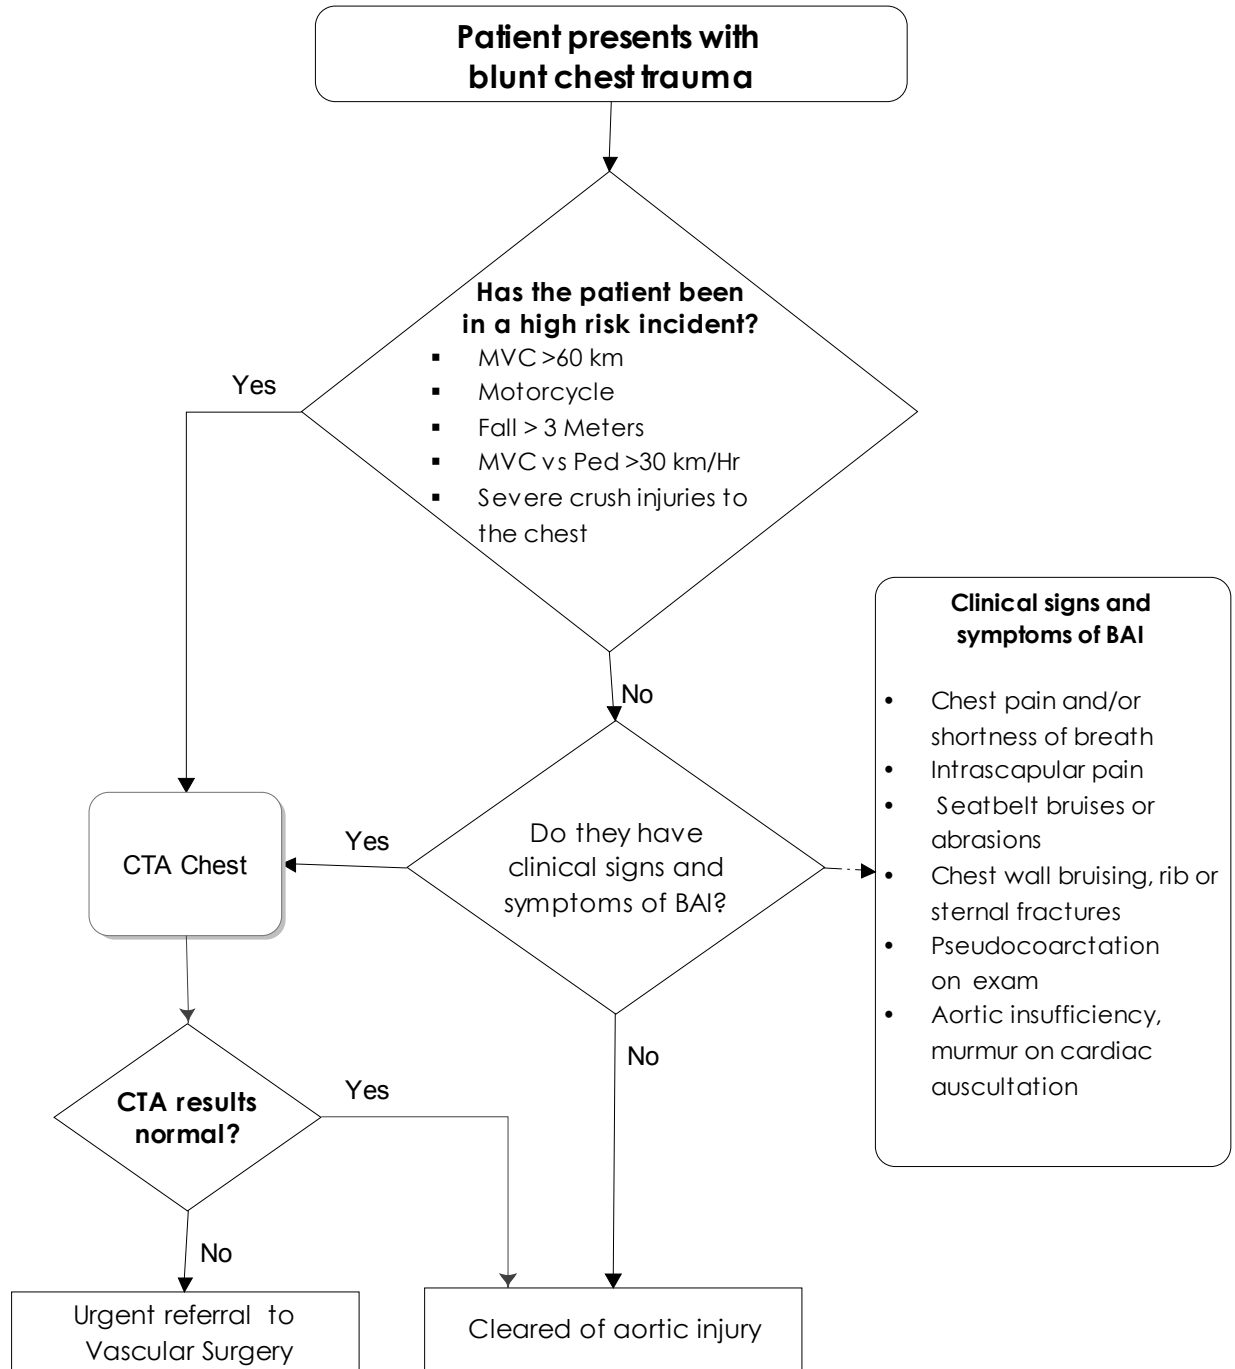 Patient presents with
blunt chest trauma
Has the patient been
in a high risk incident?
▪ MVC >60 km
▪ Motorcycle
▪ Fall > 3 Meters
▪ MVC vs Ped >30 km/Hr
▪ Severe crush injuries to
the chest
Yes
No
Clinical signs and
symptoms of BAI
• Chest pain and/or
shortness of breath
• Intrascapular pain
• Seatbelt bruises or
abrasions
• Chest wall bruising, rib or
sternal fractures
• Pseudocoarctation
on exam
• Aortic insufficiency,
murmur on cardiac
auscultation
Do they have
clinical signs and
symptoms of BAI?
Yes
No
CTA Chest
CTA results
normal?
Yes
No
Urgent referral to
Vascular Surgery
Cleared of aortic injury